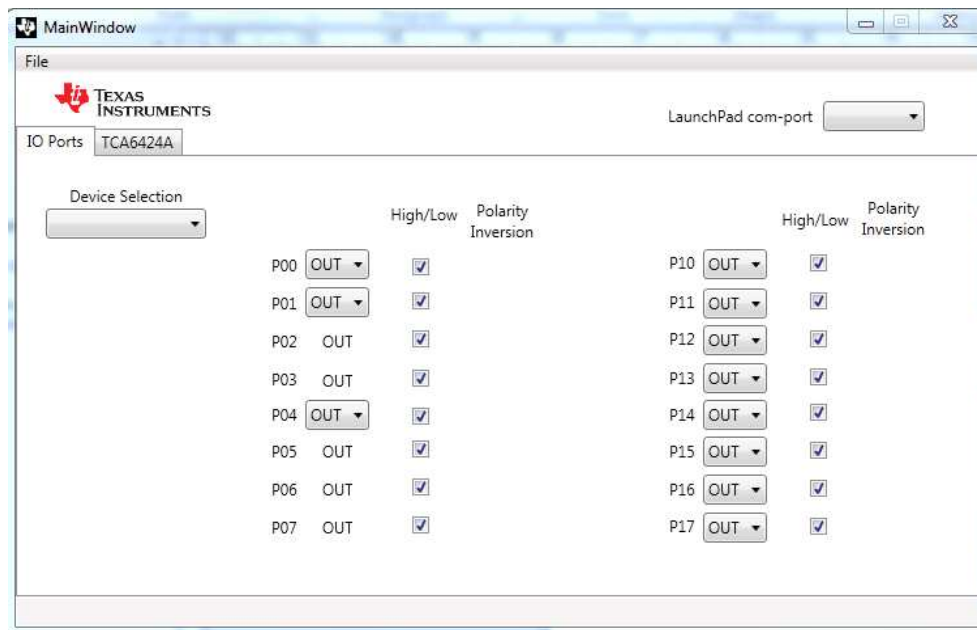 MainWindow
File
TEXAS
INSTRUMENTS
LaunchPad com-port
IO Ports TCA6424A
Device Selection
High/Low Polarity Inversion High/Low Polarity Inversion
P00 OUT P10 OUT
P01 OUT P11 OUT
P02 OUT P12 OUT
P03 OUT P13 OUT
P04 OUT P14 OUT
P05 OUT P15 OUT
P06 OUT P16 OUT
P07 OUT P17 OUT